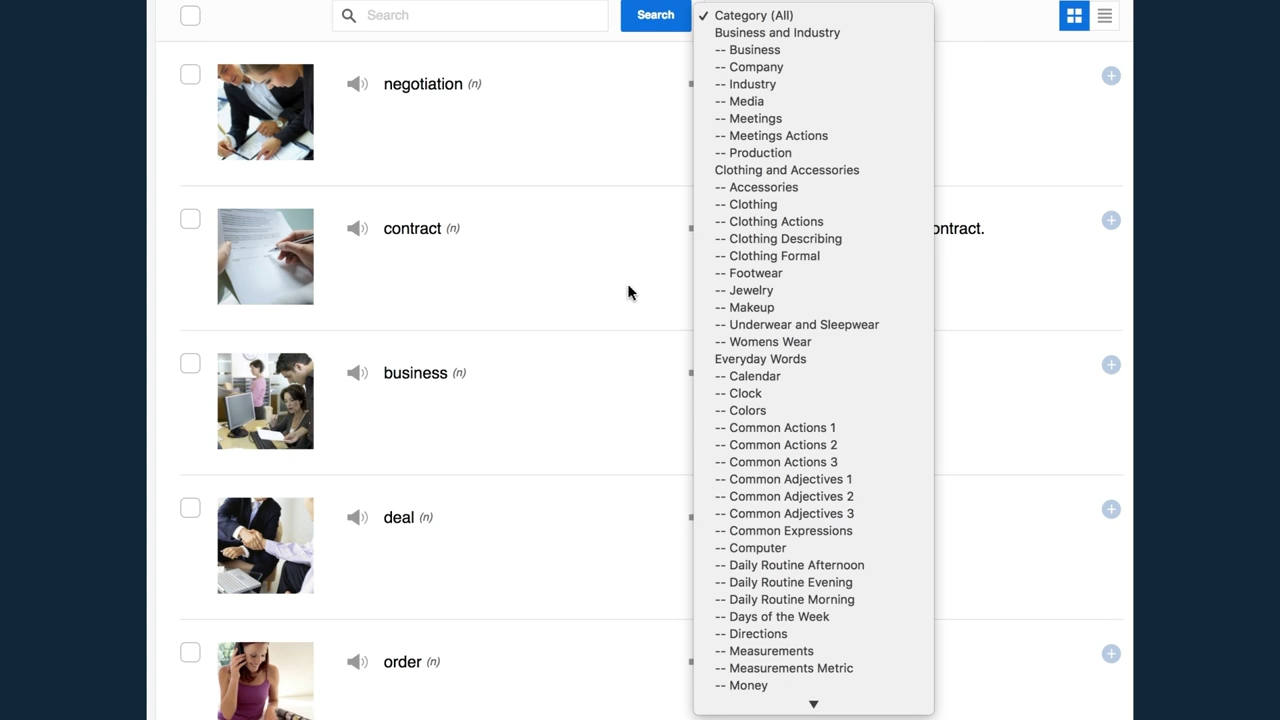 Search
Search
negotiation (n)
contract (n)
ontract.
business (n)
deal (n)
order (n)
✓ Category (All)
Business and Industry
-- Business
-- Company
-- Industry
-- Media
-- Meetings
-- Meetings Actions
-- Production
Clothing and Accessories
-- Accessories
-- Clothing
-- Clothing Actions
-- Clothing Describing
-- Clothing Formal
-- Footwear
-- Jewelry
-- Makeup
-- Underwear and Sleepwear
-- Womens Wear
Everyday Words
-- Calendar
-- Clock
-- Colors
-- Common Actions 1
-- Common Actions 2
-- Common Actions 3
-- Common Adjectives 1
-- Common Adjectives 2
-- Common Adjectives 3
-- Common Expressions
-- Computer
-- Daily Routine Afternoon
-- Daily Routine Evening
-- Daily Routine Morning
-- Days of the Week
-- Directions
-- Measurements
-- Measurements Metric
-- Money